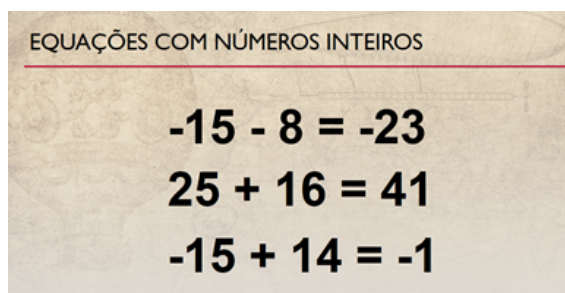 EQUAÇÕES COM NÚMEROS INTEIROS
-15 - 8 = -23
25 + 16 = 41
-15 + 14 = -1